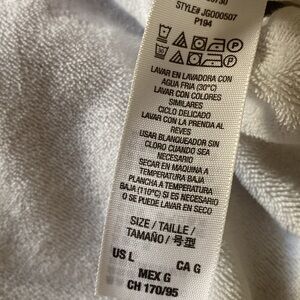 STYLE# JGO00507
P194
LAVAR EN LAVADORA CON
AGUA FRIA (30°C)
LAVAR CON COLORES
SIMILARES
CICLO DELICADO
LAVAR CON LA PRENDA AL
REVES
USAR BLANQUEADOR SIN
CLORO CUANDO SEA
NECESARIO
SECAR EN MAQUINA A
TEMPERATURA BAJA
PLANCHA A TEMPERATURA
BAJA (110°C) SI ES NECESARIO
O SE PUEDE LAVAR EN SECO
SIZE / TAILLE /
TAMAÑO / 号型
US L CA G
MEX G
CH 170/95